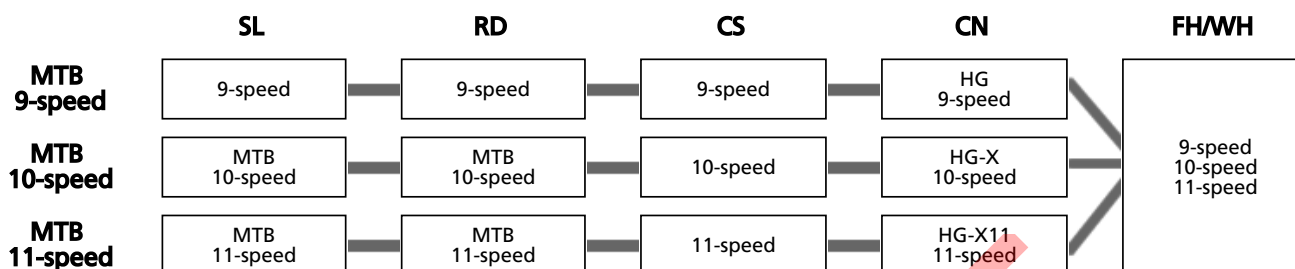 SL RD CS CN FH/WH
MTB
9-speed
9-speed
9-speed
9-speed
HG
9-speed
MTB
10-speed
MTB
10-speed
MTB
10-speed
10-speed
HG-X
10-speed
MTB
11-speed
MTB
11-speed
MTB
11-speed
11-speed
HG-X11
11-speed
9-speed
10-speed
11-speed